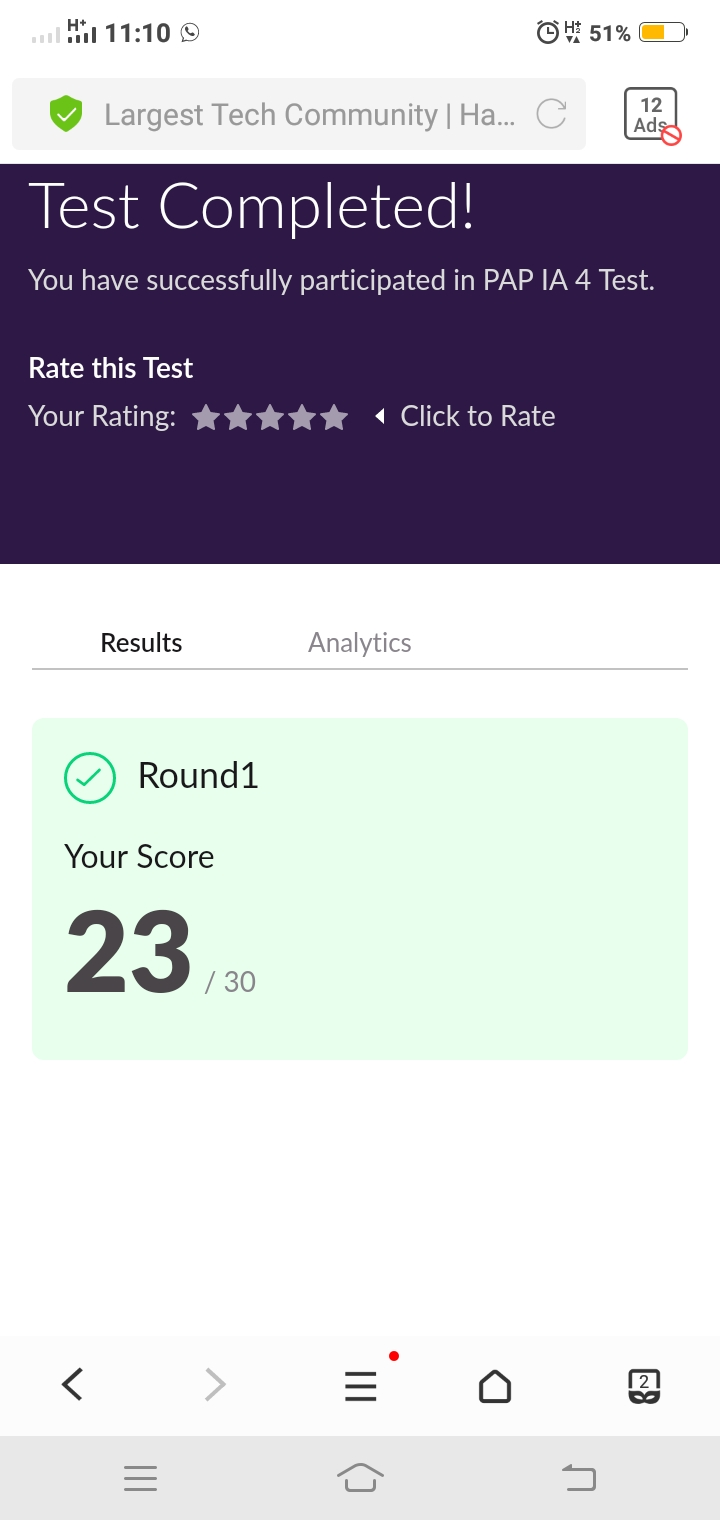 H+ 11:10 51%
Largest Tech Community | Ha...
12
Ads
Test Completed!
You have successfully participated in PAP IA 4 Test.
Rate this Test
Your Rating: Click to Rate
Results Analytics
Round1
Your Score
23 / 30
2